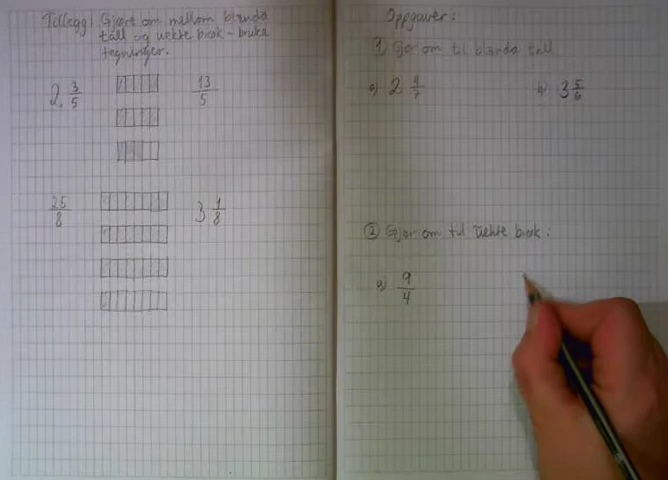 Tillegg: Gjøre om mellom blanda
tall og uekte brøk - bruke
tegninger.
2 3/5
13/5
25/8
3 1/8
Oppgaver:
1) Gjør om til blanda tall
a) 2 4/7
b) 3 5/6
2) Gjør om til uekte brøk:
a) 9/4